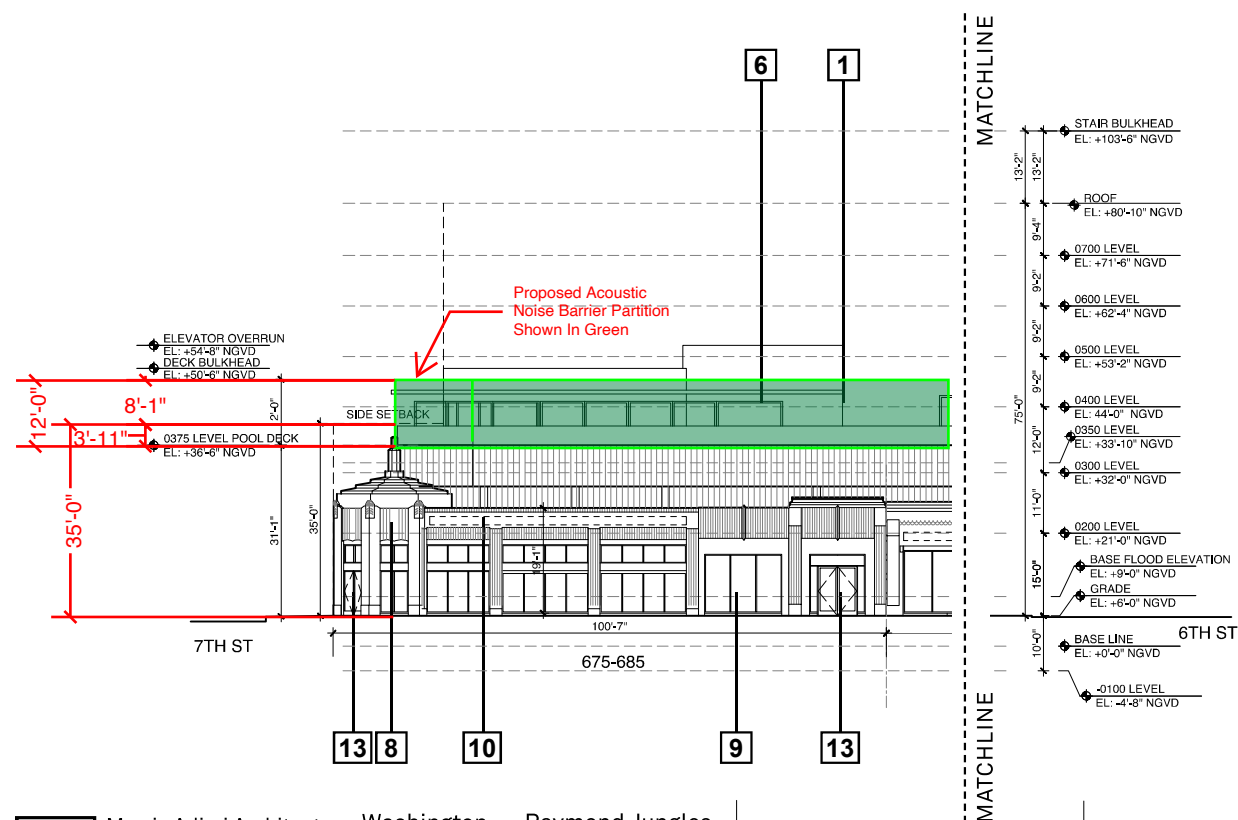 6
1
MATCHLINE
STAIR BULKHEAD
EL: +103'-6" NGVD
13'-2"
13'-2"
ROOF
EL: +80'-10" NGVD
9'-4"
0700 LEVEL
EL: +71'-6" NGVD
9'-2"
0600 LEVEL
EL: +62'-4" NGVD
9'-2"
0500 LEVEL
EL: +53'-2" NGVD
9'-2"
0400 LEVEL
EL: 44'-0" NGVD
0350 LEVEL
EL: +33'-10" NGVD
12'-0"
0300 LEVEL
EL: +32'-0" NGVD
11'-0"
0200 LEVEL
EL: +21'-0" NGVD
BASE FLOOD ELEVATION
EL: +9'-0" NGVD
15'-0"
GRADE
EL: +6'-0" NGVD
6TH ST
10'-0"
BASE LINE
EL: +0'-0" NGVD
-0100 LEVEL
EL: -4'-8" NGVD
75'-0"
Proposed Acoustic
Noise Barrier Partition
Shown In Green
ELEVATOR OVERRUN
EL: +54'-8" NGVD
DECK BULKHEAD
EL: +50'-6" NGVD
12'-0"
8'-1"
3'-11"
2'-0"
SIDE SETBACK
0375 LEVEL POOL DECK
EL: +36'-6" NGVD
35'-0"
31'-1"
35'-0"
19'-1"
100'-7"
7TH ST
675-685
13
8
10
9
13
MATCHLINE